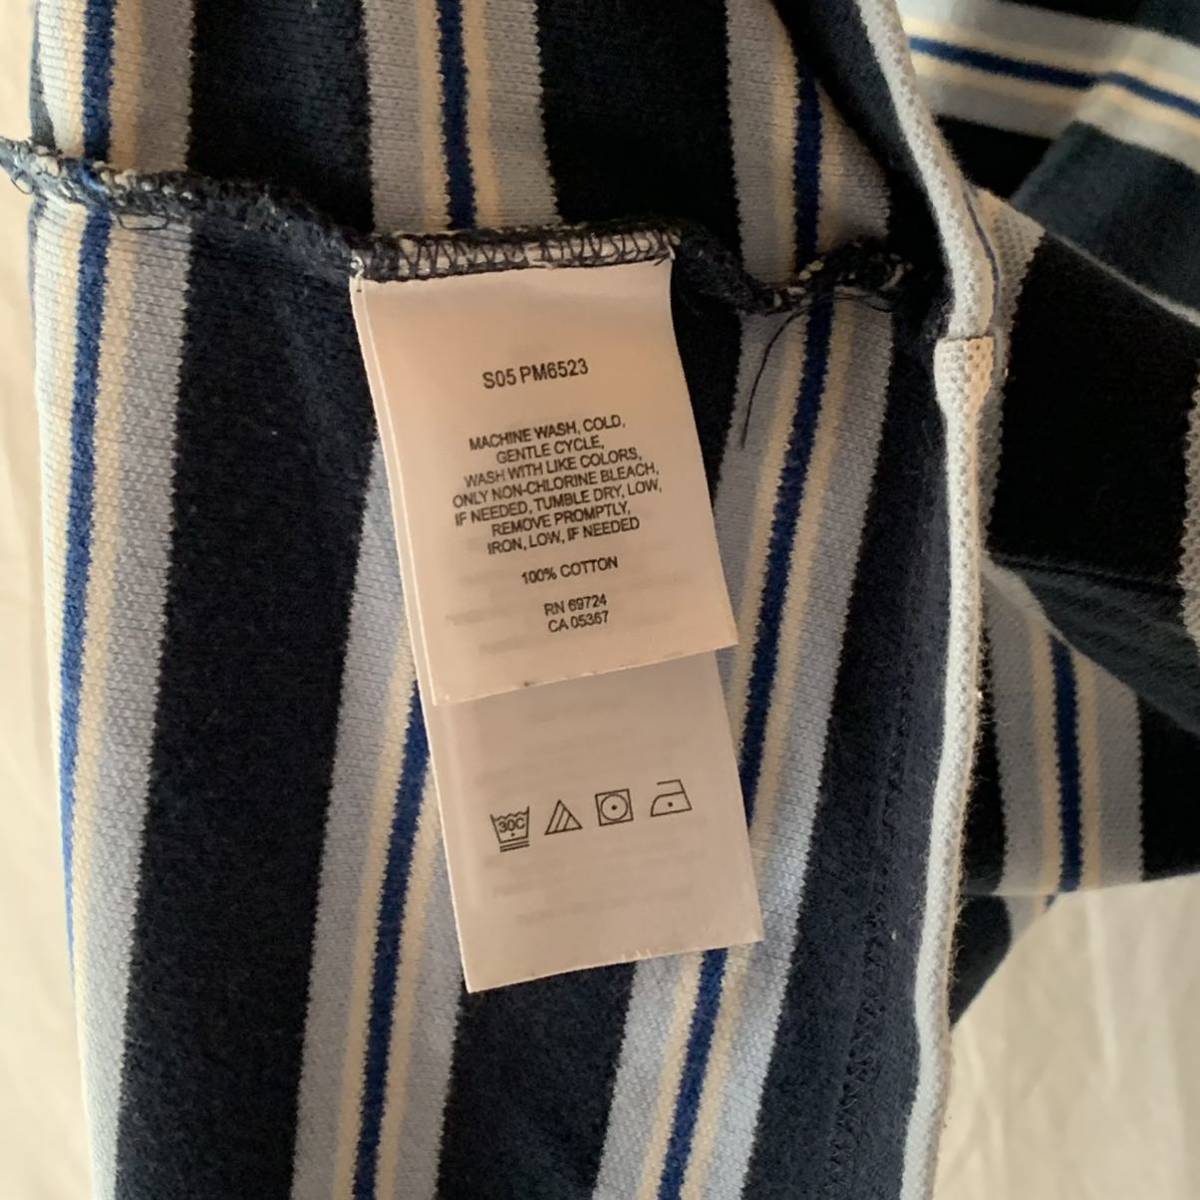 S05 PM6523
MACHINE WASH, COLD,
GENTLE CYCLE,
WASH WITH LIKE COLORS,
ONLY NON-CHLORINE BLEACH,
IF NEEDED, TUMBLE DRY, LOW,
REMOVE PROMPTLY,
IRON, LOW, IF NEEDED
100% COTTON
RN 69724
CA 05367
30C